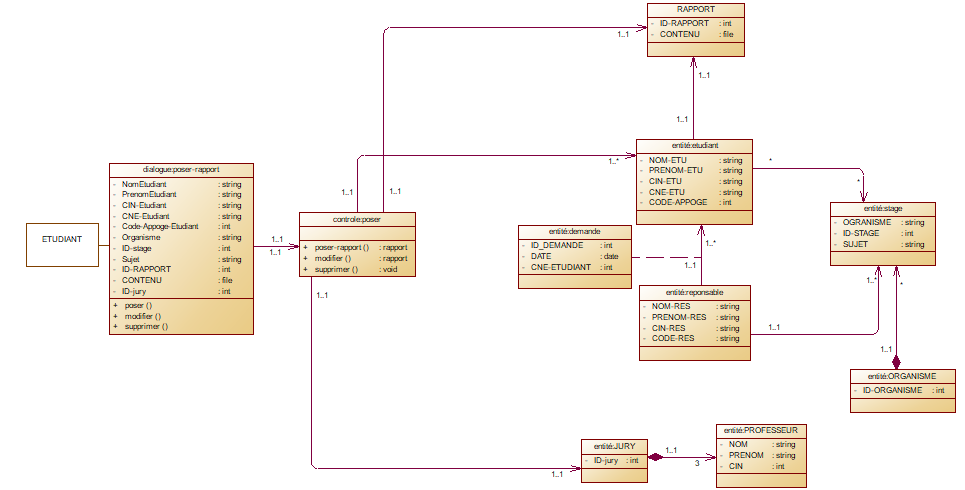 RAPPORT
- ID-RAPPORT : int
- CONTENU : file
1..1
1..1
1..1
entité:etudiant
- NOM-ETU : string
- PRENOM-ETU : string
- CIN-ETU : string
- CNE-ETU : string
- CODE-APPOGE : int
1..*
*
*
dialogue:poser-rapport
- NomEtudiant : string
- PrenomEtudiant : string
- CIN-Etudiant : string
- CNE-Etudiant : string
- Code-Appoge-Etudiant : int
- Organisme : string
- ID-stage : int
- Sujet : string
- ID-RAPPORT : int
- CONTENU : file
- ID-jury : int
+ poser ()
+ modifier ()
+ supprimer ()
ETUDIANT
1..1
1..1
1..1
1..1
controle:poser
+ poser-rapport () : rapport
+ modifier () : rapport
+ supprimer () : void
1..1
entité:stage
- OGRANISME : string
- ID-STAGE : int
- SUJET : string
entité:demande
- ID_DEMANDE : int
- DATE : date
- CNE-ETUDIANT : int
1..*
1..1
entité:reponsable
- NOM-RES : string
- PRENOM-RES : string
- CIN-RES : string
- CODE-RES : string
1..1
1..*
*
1..1
entité:ORGANISME
- ID-ORGANISME : int
entité:JURY
- ID-jury : int
1..1
1..1
3
entité:PROFESSEUR
- NOM : string
- PRENOM : string
- CIN : int